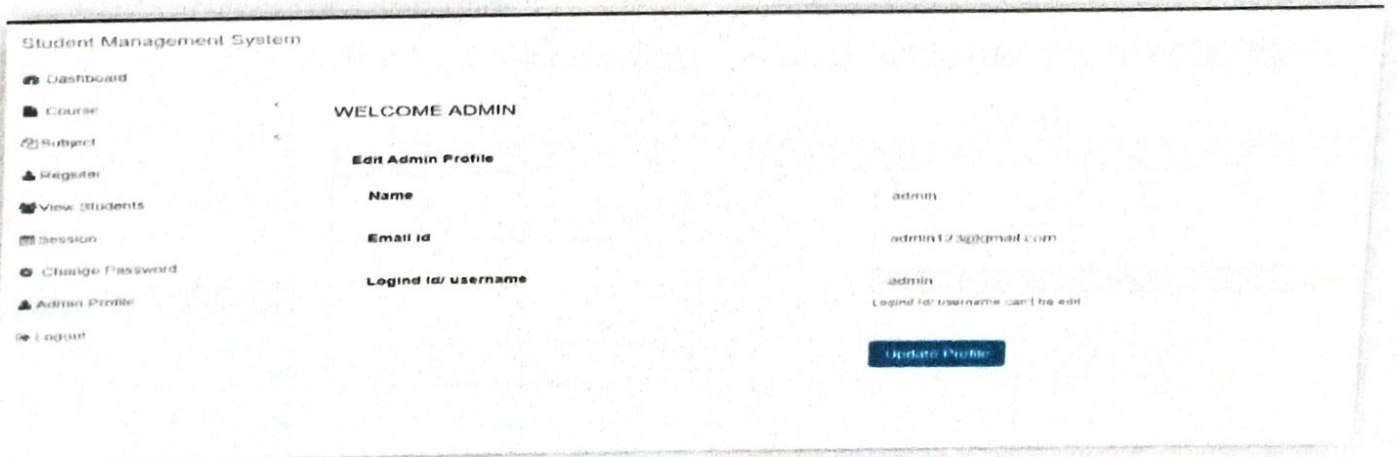 Student Management System
Dashboard
Course
Subject
Register
View Students
Session
Change Password
Admin Profile
Logout
WELCOME ADMIN
Edit Admin Profile
Name admin
Email id admin123@gmail.com
Logind Id/ username admin
Logind Id/ username can't be edit
Update Profile